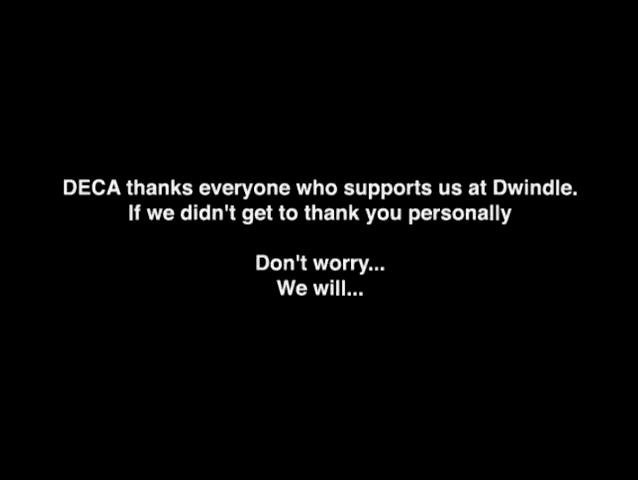 DECA thanks everyone who supports us at Dwindle.
If we didn't get to thank you personally
Don't worry...
We will...